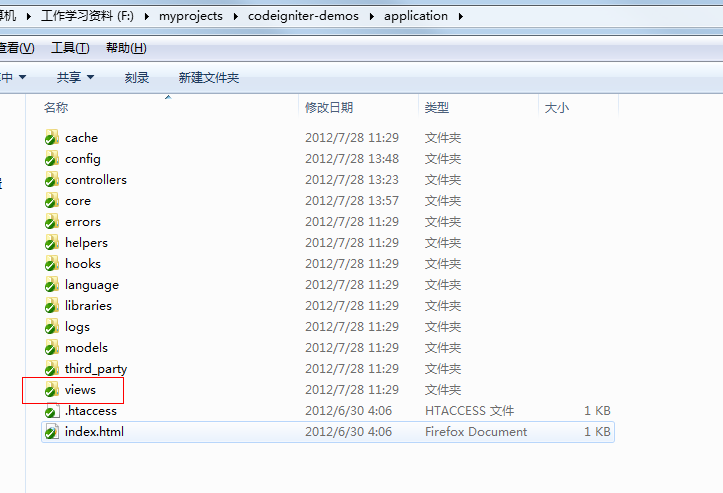 算机 ▸ 工作学习资料 (F:) ▸ myprojects ▸ codeigniter-demos ▸ application ▸
查看(V) 工具(T) 帮助(H)
中 ▼ 共享 ▼ 刻录 新建文件夹
名称 修改日期 类型 大小
cache 2012/7/28 11:29 文件夹
config 2012/7/28 13:48 文件夹
controllers 2012/7/28 13:23 文件夹
core 2012/7/28 13:57 文件夹
errors 2012/7/28 11:29 文件夹
helpers 2012/7/28 11:29 文件夹
hooks 2012/7/28 11:29 文件夹
language 2012/7/28 11:29 文件夹
libraries 2012/7/28 11:29 文件夹
logs 2012/7/28 11:29 文件夹
models 2012/7/28 11:29 文件夹
third_party 2012/7/28 11:29 文件夹
views 2012/7/28 11:29 文件夹
.htaccess 2012/6/30 4:06 HTACCESS 文件 1 KB
index.html 2012/6/30 4:06 Firefox Document 1 KB